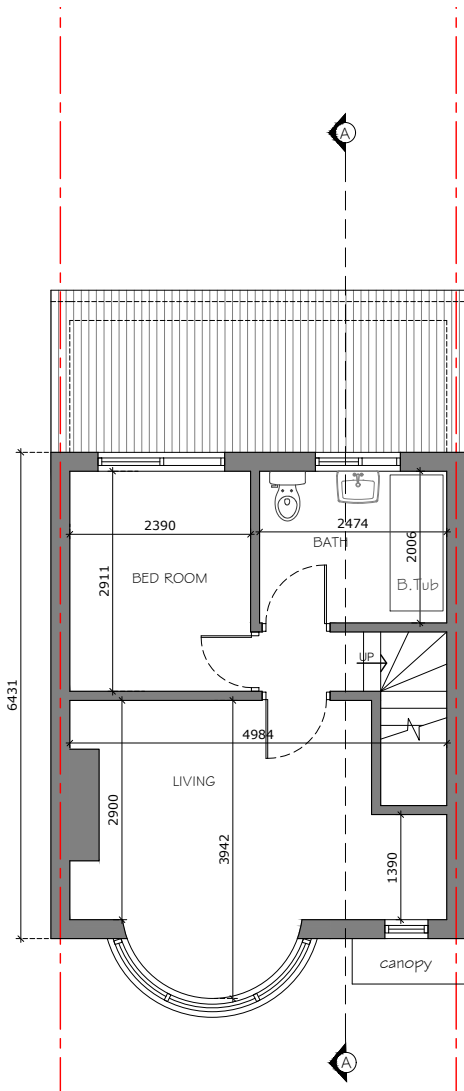 A
2390
2474
BATH
2911
2006
BED ROOM
B.Tub
UP
6431
4984
LIVING
2900
3942
1390
canopy
A